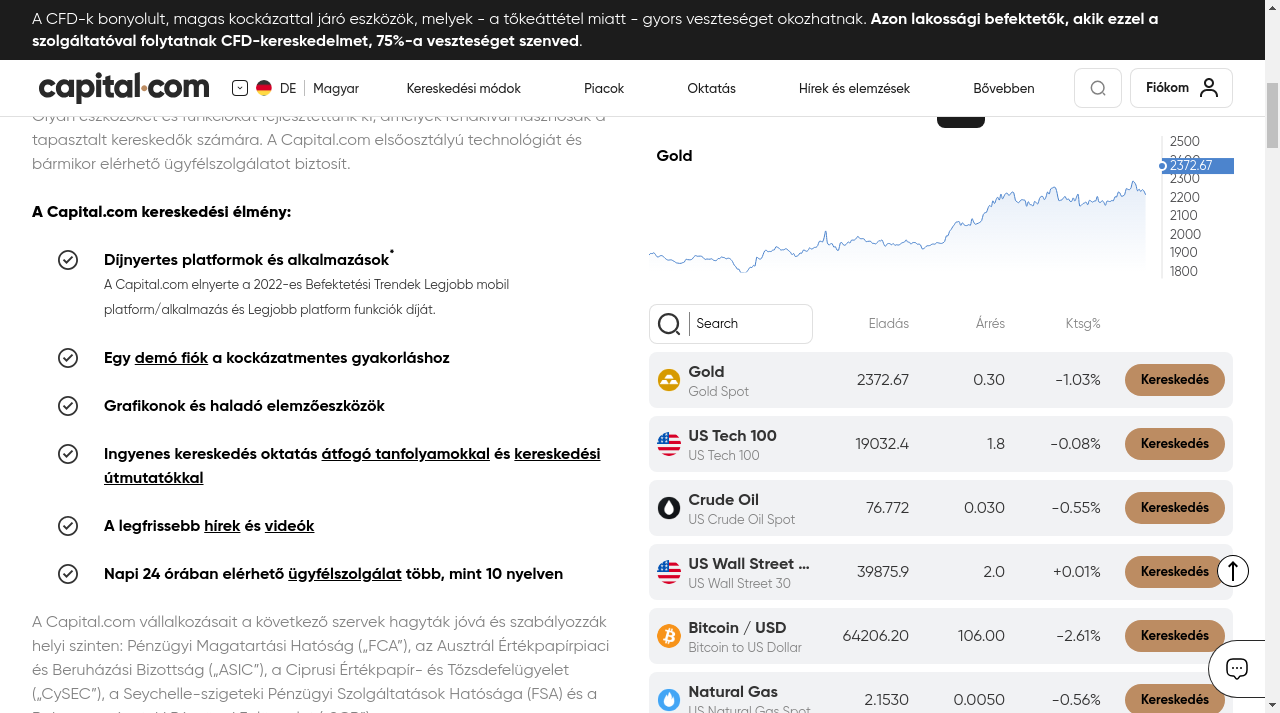 A CFD-k bonyolult, magas kockázattal járó eszközök, melyek - a tőkeáttétel miatt - gyors veszteséget okozhatnak. Azon lakossági befektetők, akik ezzel a
szolgáltatóval folytatnak CFD-kereskedelmet, 75%-a veszteséget szenved.
capital.com
DE
Magyar
Kereskedési módok
Piacok
Oktatás
Hírek és elemzések
Bővebben
Fiókom
Olyan eszközöket és funkciókat fejlesztettünk ki, amelyek rendkívül hasznosak a
tapasztalt kereskedők számára. A Capital.com elsőosztályú technológiát és
bármikor elérhető ügyfélszolgálatot biztosít.
A Capital.com kereskedési élmény:
Díjnyertes platformok és alkalmazások*
A Capital.com elnyerte a 2022-es Befektetési Trendek Legjobb mobil
platform/alkalmazás és Legjobb platform funkciók díját.
Egy demó fiók a kockázatmentes gyakorláshoz
Grafikonok és haladó elemzőeszközök
Ingyenes kereskedés oktatás átfogó tanfolyamokkal és kereskedési
útmutatókkal
A legfrissebb hírek és videók
Napi 24 órában elérhető ügyfélszolgálat több, mint 10 nyelven
A Capital.com vállalkozásait a következő szervek hagyták jóvá és szabályozzák
helyi szinten: Pénzügyi Magatartási Hatóság („FCA”), az Ausztrál Értékpapírpiaci
és Beruházási Bizottság („ASIC”), a Ciprusi Értékpapír- és Tőzsdefelügyelet
(„CySEC”), a Seychelle-szigeteki Pénzügyi Szolgáltatások Hatósága (FSA) és a
Gold
2500
2372.67
2300
2200
2100
2000
1900
1800
Search
Eladás
Árrés
Ktsg%
Gold
Gold Spot
2372.67
0.30
-1.03%
Kereskedés
US Tech 100
US Tech 100
19032.4
1.8
-0.08%
Kereskedés
Crude Oil
US Crude Oil Spot
76.772
0.030
-0.55%
Kereskedés
US Wall Street ...
US Wall Street 30
39875.9
2.0
+0.01%
Kereskedés
Bitcoin / USD
Bitcoin to US Dollar
64206.20
106.00
-2.61%
Kereskedés
Natural Gas
US Natural Gas Spot
2.1530
0.0050
-0.56%
Kereskedés